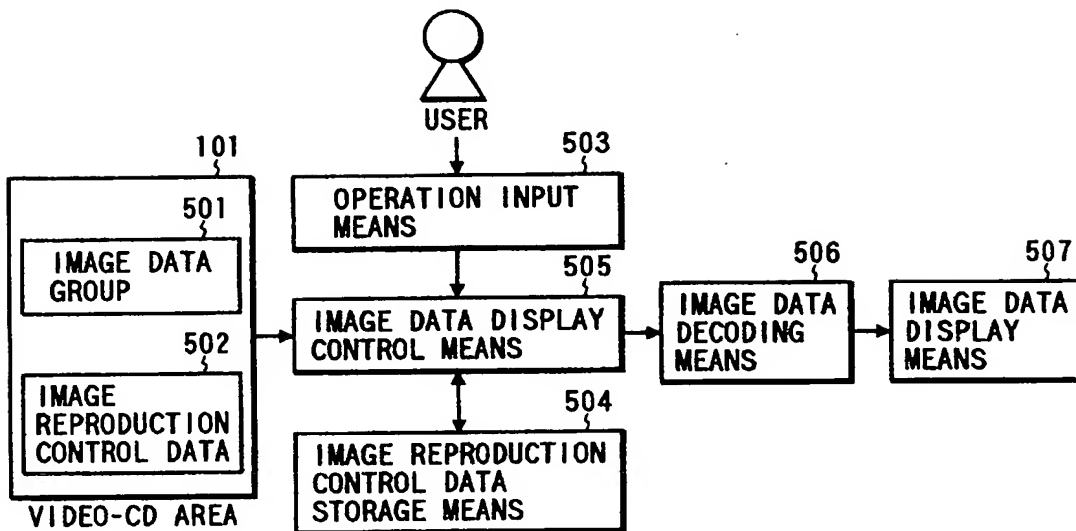 USER
101
501
IMAGE DATA
GROUP
502
IMAGE
REPRODUCTION
CONTROL DATA
VIDEO-CD AREA
503
OPERATION INPUT
MEANS
505
IMAGE DATA DISPLAY
CONTROL MEANS
504
IMAGE REPRODUCTION
CONTROL DATA
STORAGE MEANS
506
IMAGE DATA
DECODING
MEANS
507
IMAGE DATA
DISPLAY
MEANS